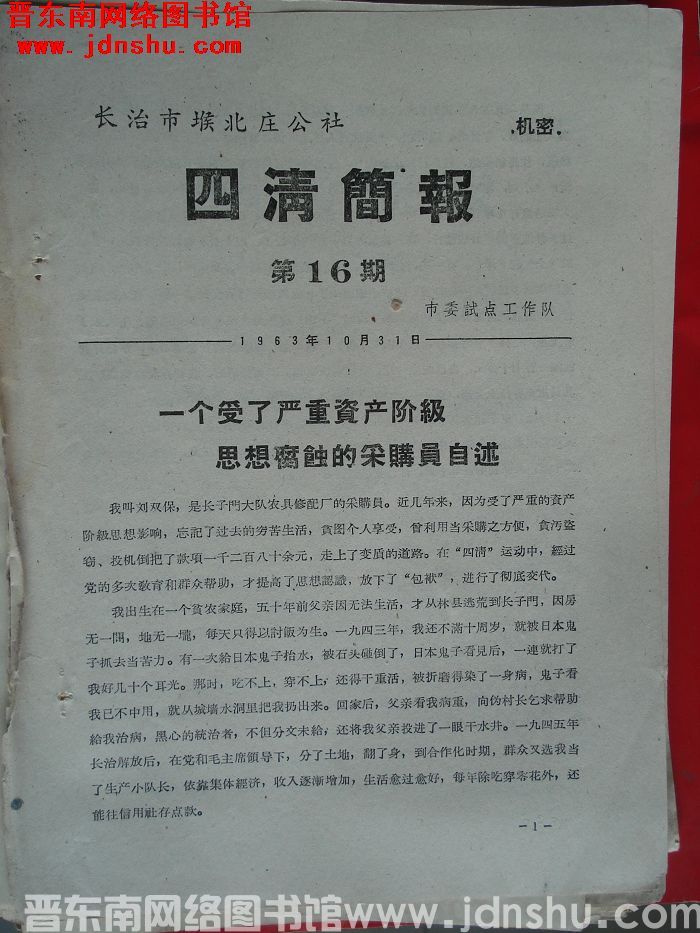 晋东南网络图书馆
www.jdnshu.com
长治市堠北庄公社
.机密.
四清簡報
第16期
市委試点工作队
1963年10月31日
一个受了严重資产阶級
思想腐蝕的采購員自述
我叫刘双保，是长子門大队农具修配厂的采購員。近几年来，因为受了严重的資产
阶級思想影响，忘記了过去的穷苦生活，貪图个人享受，曾利用当采購之方便，貪汚盜
窃、投机倒把了款項一千二百八十余元，走上了变质的道路。在“四清”运动中，經过
党的多次敎育和群众帮助，才提高了思想認識，放下了“包袱”，进行了彻底交代。
我出生在一个貧农家庭，五十年前父亲因无法生活，才从林县逃荒到长子門，因房
无一間，地无一壠，每天只得以討飯为生。一九四三年，我还不滿十周岁，就被日本鬼
子抓去当苦力。有一次給日本鬼子抬水，被石头碰倒了，日本鬼子看見后，一連就打了
我好几十个耳光。那时，吃不上，穿不上，还得干重活，被折磨得染了一身病，鬼子看
我已不中用，就从城墙水洞里把我扔出来。回家后，父亲看我病重，向伪村长乞求帮助
給我治病，黑心的統治者，不但分文未給，还将我父亲投进了一眼干水井。一九四五年
长治解放后，在党和毛主席領导下，分了土地，翻了身，到合作化时期，群众又选我当
了生产小队长，依靠集体經济，收入逐漸增加，生活愈过愈好，每年除吃穿零花外，还
能往信用社存点款。
—1—
晋东南网络图书馆 www.jdnshu.com